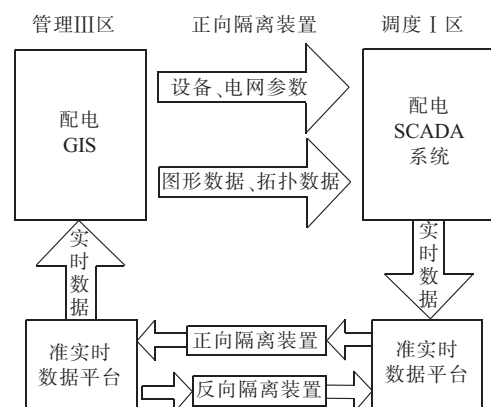 管理Ⅲ区
正向隔离装置
调度Ⅰ区
配电
GIS
设备、电网参数
图形数据、拓扑数据
配电
SCADA
系统
实时数据
实时数据
准实时
数据平台
正向隔离装置
反向隔离装置
准实时
数据平台